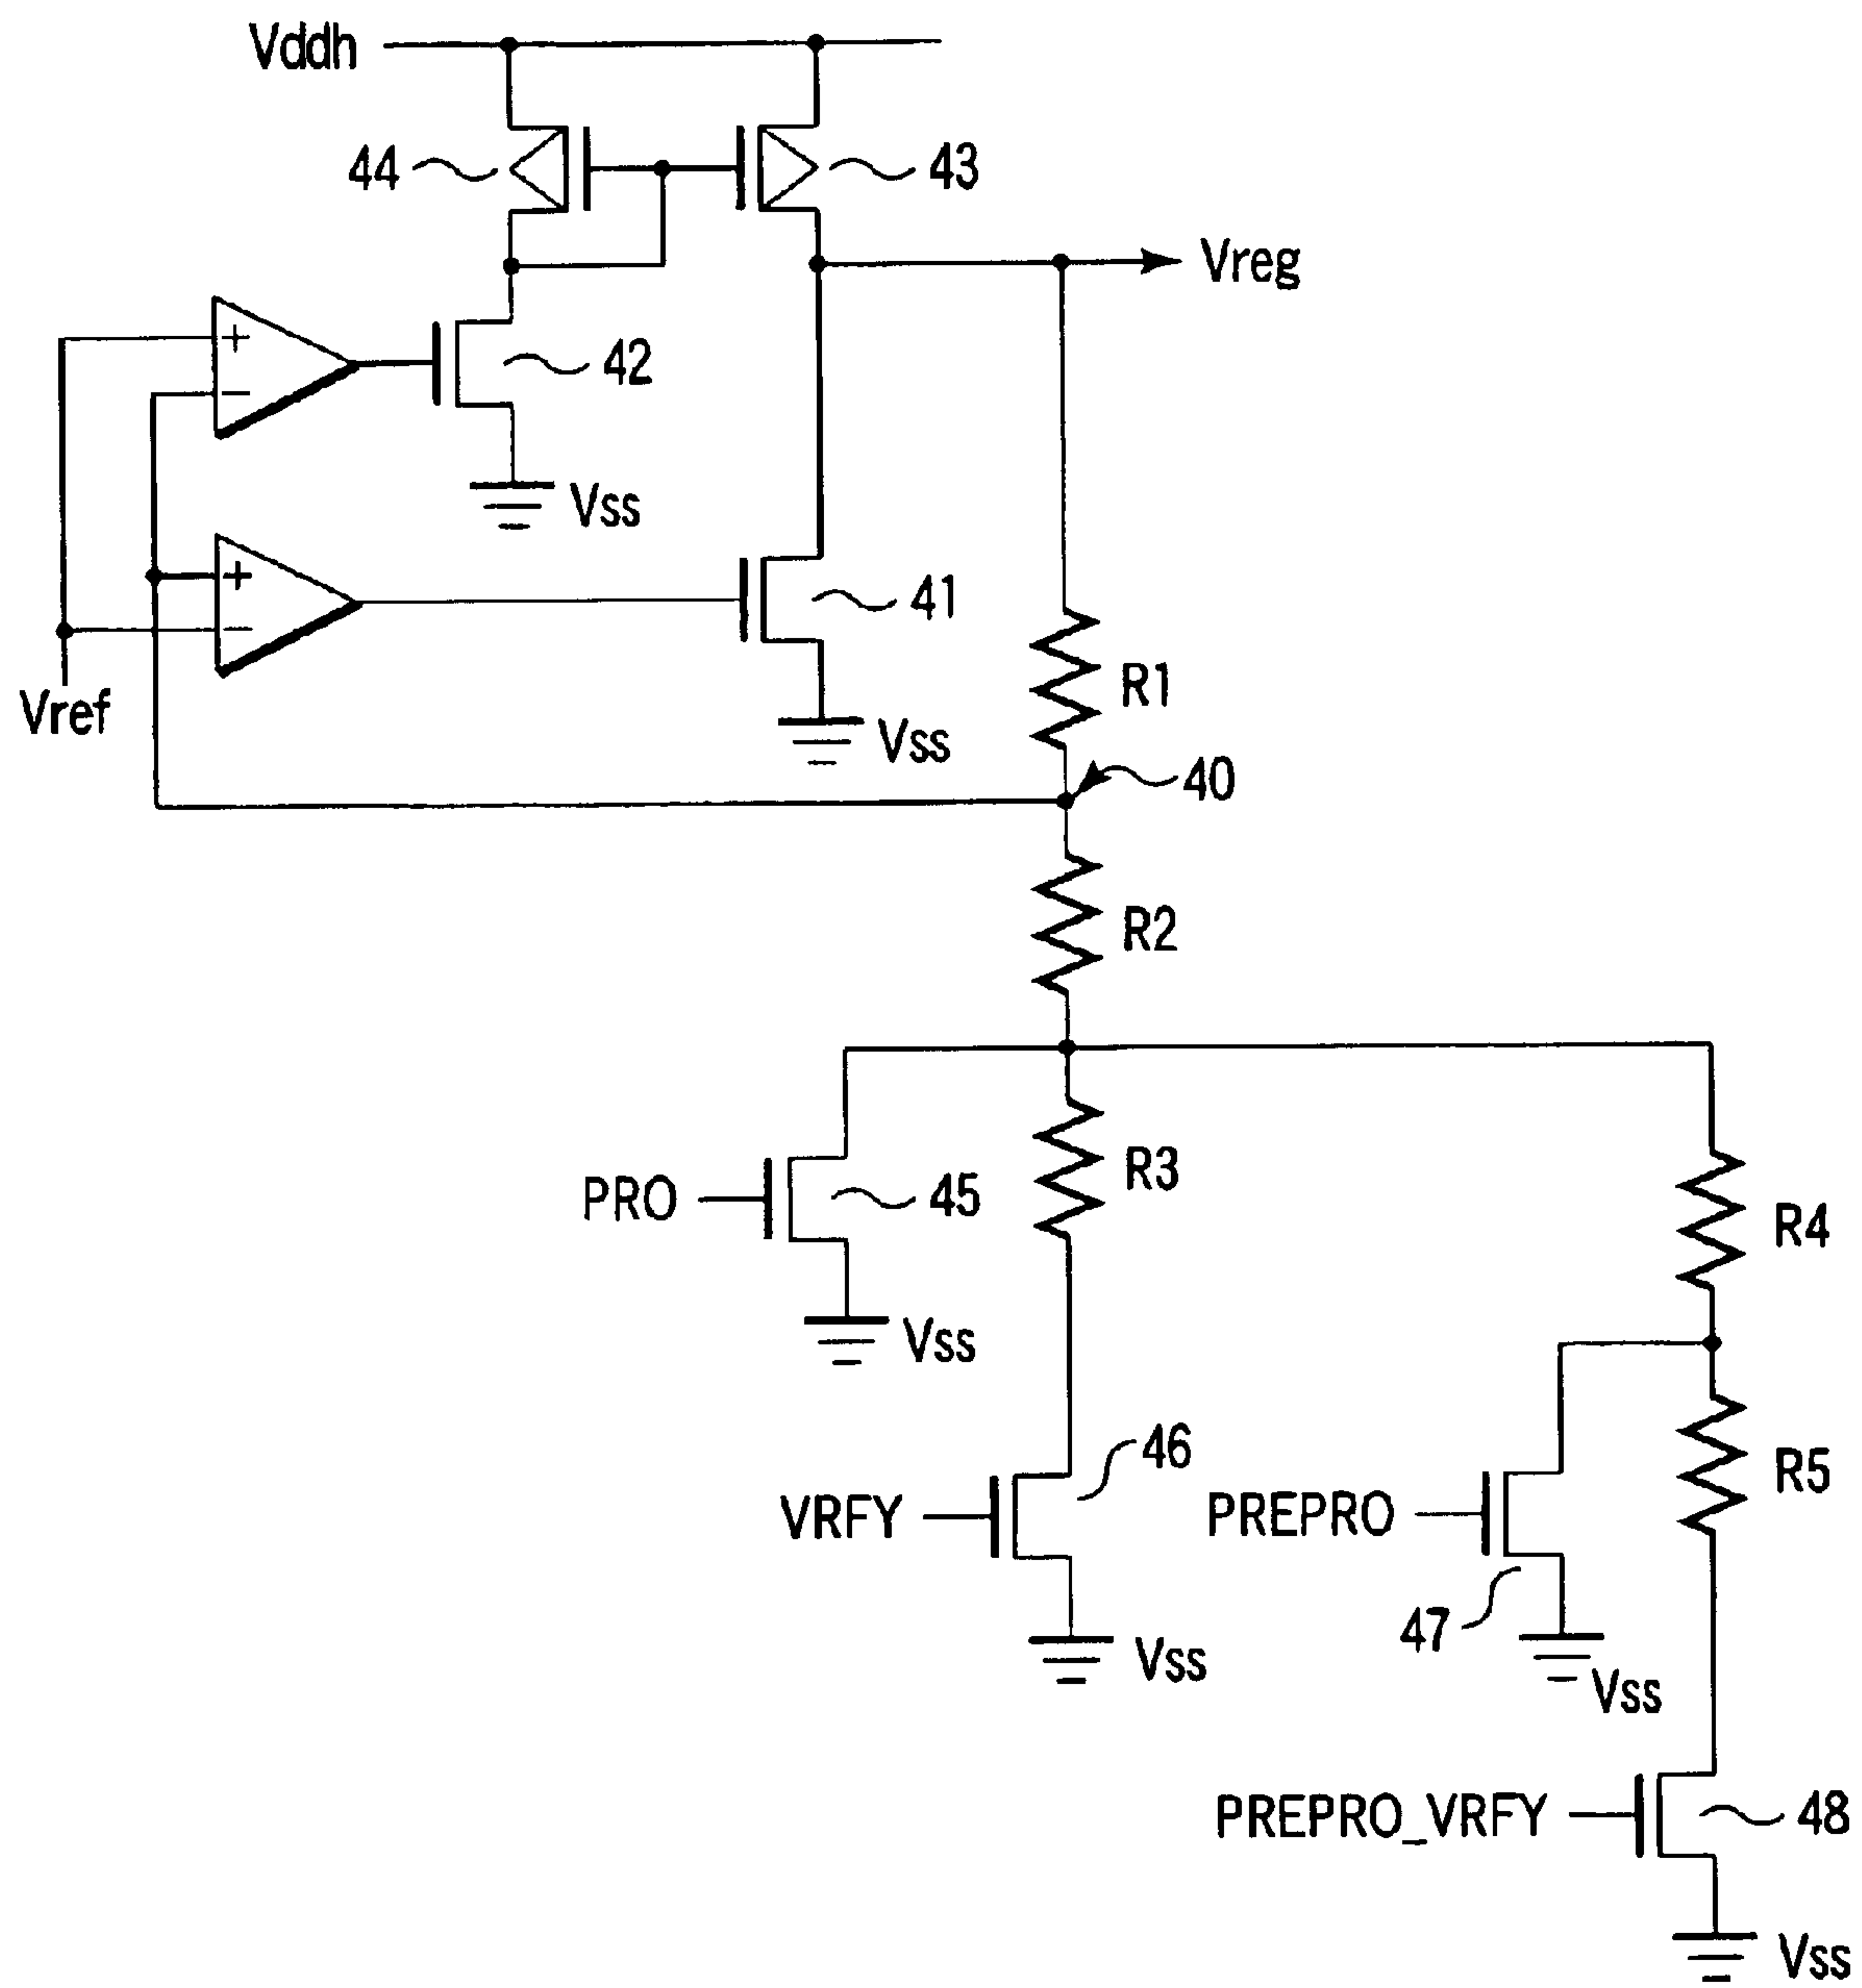 Vddh
44
43
Vreg
+
−
42
Vss
+
−
41
Vref
R1
Vss
40
R2
R3
PRO
45
R4
Vss
46
R5
VRFY
PREPRO
47
Vss
Vss
PREPRO_VRFY
48
Vss